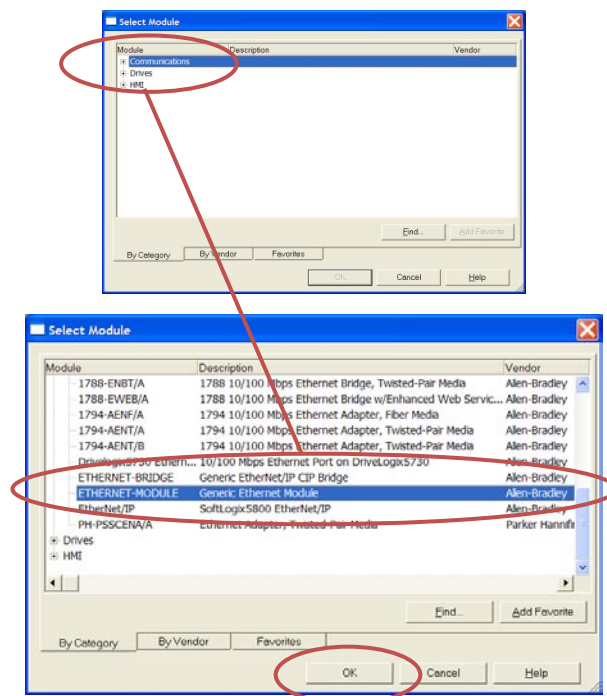 Select Module
Module Description Vendor
Communications
Drives
HMI
Find... Add Favorite
By Category By Vendor Favorites
OK Cancel Help
Select Module
Module Description Vendor
1788-ENBT/A 1788 10/100 Mbps Ethernet Bridge, Twisted-Pair Media Allen-Bradley
1788-EWEB/A 1788 10/100 Mbps Ethernet Bridge w/Enhanced Web Servic... Allen-Bradley
1794-AENF/A 1794 10/100 Mbps Ethernet Adapter, Fiber Media Allen-Bradley
1794-AENT/A 1794 10/100 Mbps Ethernet Adapter, Twisted-Pair Media Allen-Bradley
1794-AENT/B 1794 10/100 Mbps Ethernet Adapter, Twisted-Pair Media Allen-Bradley
DriveLogix5730 Ethern... 10/100 Mbps Ethernet Port on DriveLogix5730 Allen-Bradley
ETHERNET-BRIDGE Generic EtherNet/IP CIP Bridge Allen-Bradley
ETHERNET-MODULE Generic Ethernet Module Allen-Bradley
EtherNet/IP SoftLogix5800 EtherNet/IP Allen-Bradley
PH-PSSCENA/A Ethernet Adapter, Twisted-Pair Media Parker Hannifi
Drives
HMI
Find... Add Favorite
By Category By Vendor Favorites
OK Cancel Help